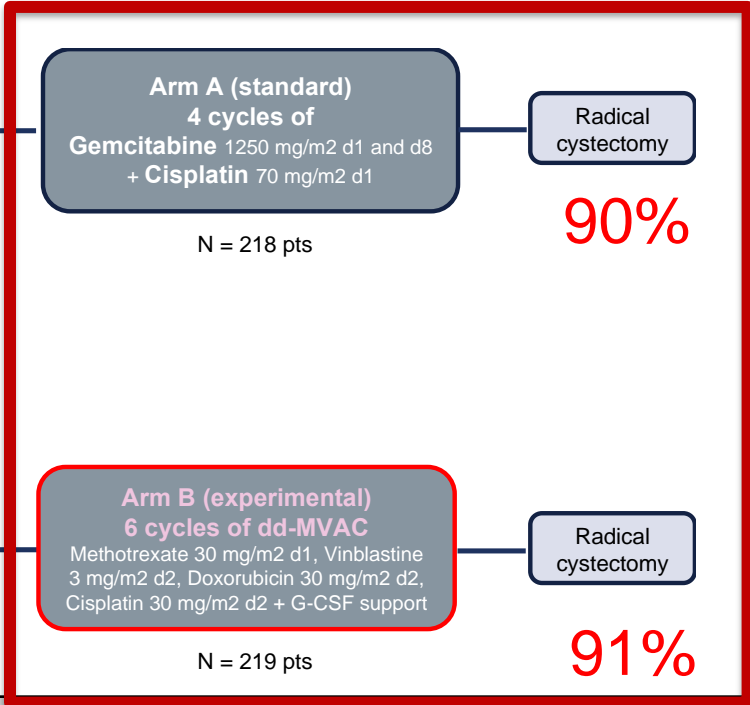 Arm A (standard)
4 cycles of
Gemcitabine 1250 mg/m2 d1 and d8
+ Cisplatin 70 mg/m2 d1
Radical
cystectomy
90%
N = 218 pts
Arm B (experimental)
6 cycles of dd-MVAC
Methotrexate 30 mg/m2 d1, Vinblastine
3 mg/m2 d2, Doxorubicin 30 mg/m2 d2,
Cisplatin 30 mg/m2 d2 + G-CSF support
Radical
cystectomy
91%
N = 219 pts